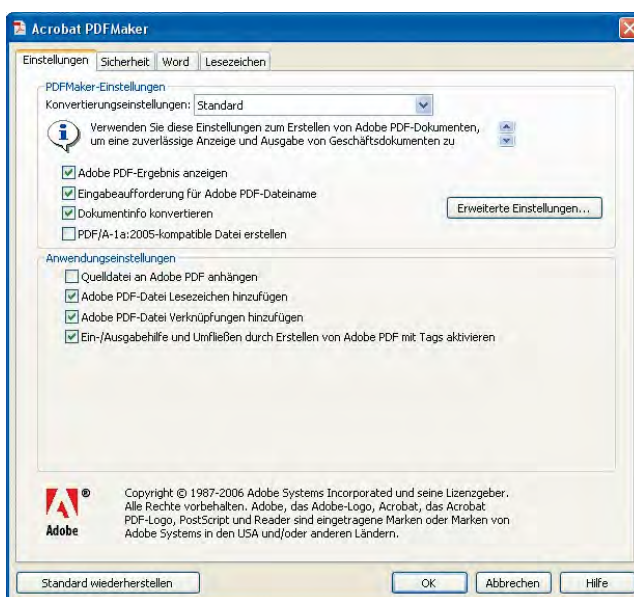 Acrobat PDFMaker
Einstellungen Sicherheit Word Lesezeichen
PDFMaker-Einstellungen
Konvertierungseinstellungen: Standard
Verwenden Sie diese Einstellungen zum Erstellen von Adobe PDF-Dokumenten,
um eine zuverlässige Anzeige und Ausgabe von Geschäftsdokumenten zu
Adobe PDF-Ergebnis anzeigen
Eingabeaufforderung für Adobe PDF-Dateiname
Dokumentinfo konvertieren
Erweiterte Einstellungen...
PDF/A-1a:2005-kompatible Datei erstellen
Anwendungseinstellungen
Quelldatei an Adobe PDF anhängen
Adobe PDF-Datei Lesezeichen hinzufügen
Adobe PDF-Datei Verknüpfungen hinzufügen
Ein-/Ausgabehilfe und Umfließen durch Erstellen von Adobe PDF mit Tags aktivieren
Adobe
®
Copyright © 1987-2006 Adobe Systems Incorporated und seine Lizenzgeber.
Alle Rechte vorbehalten. Adobe, das Adobe-Logo, Acrobat, das Acrobat
PDF-Logo, PostScript und Reader sind eingetragene Marken oder Marken von
Adobe Systems in den USA und/oder anderen Ländern.
Standard wiederherstellen OK Abbrechen Hilfe